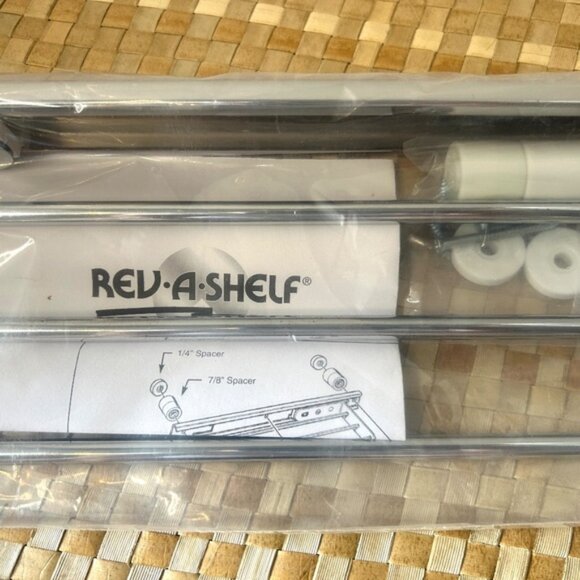 REV·A·SHELF®
1/4" Spacer
7/8" Spacer